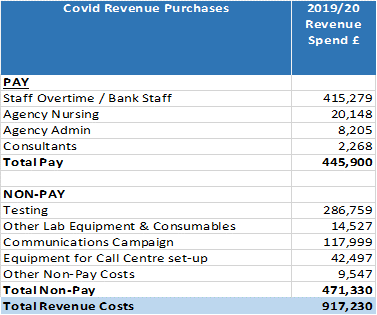 Covid Revenue Purchases 2019/20 Revenue Spend £
PAY
Staff Overtime / Bank Staff 415,279
Agency Nursing 20,148
Agency Admin 8,205
Consultants 2,268
Total Pay 445,900
NON-PAY
Testing 286,759
Other Lab Equipment & Consumables 14,527
Communications Campaign 117,999
Equipment for Call Centre set-up 42,497
Other Non-Pay Costs 9,547
Total Non-Pay 471,330
Total Revenue Costs 917,230